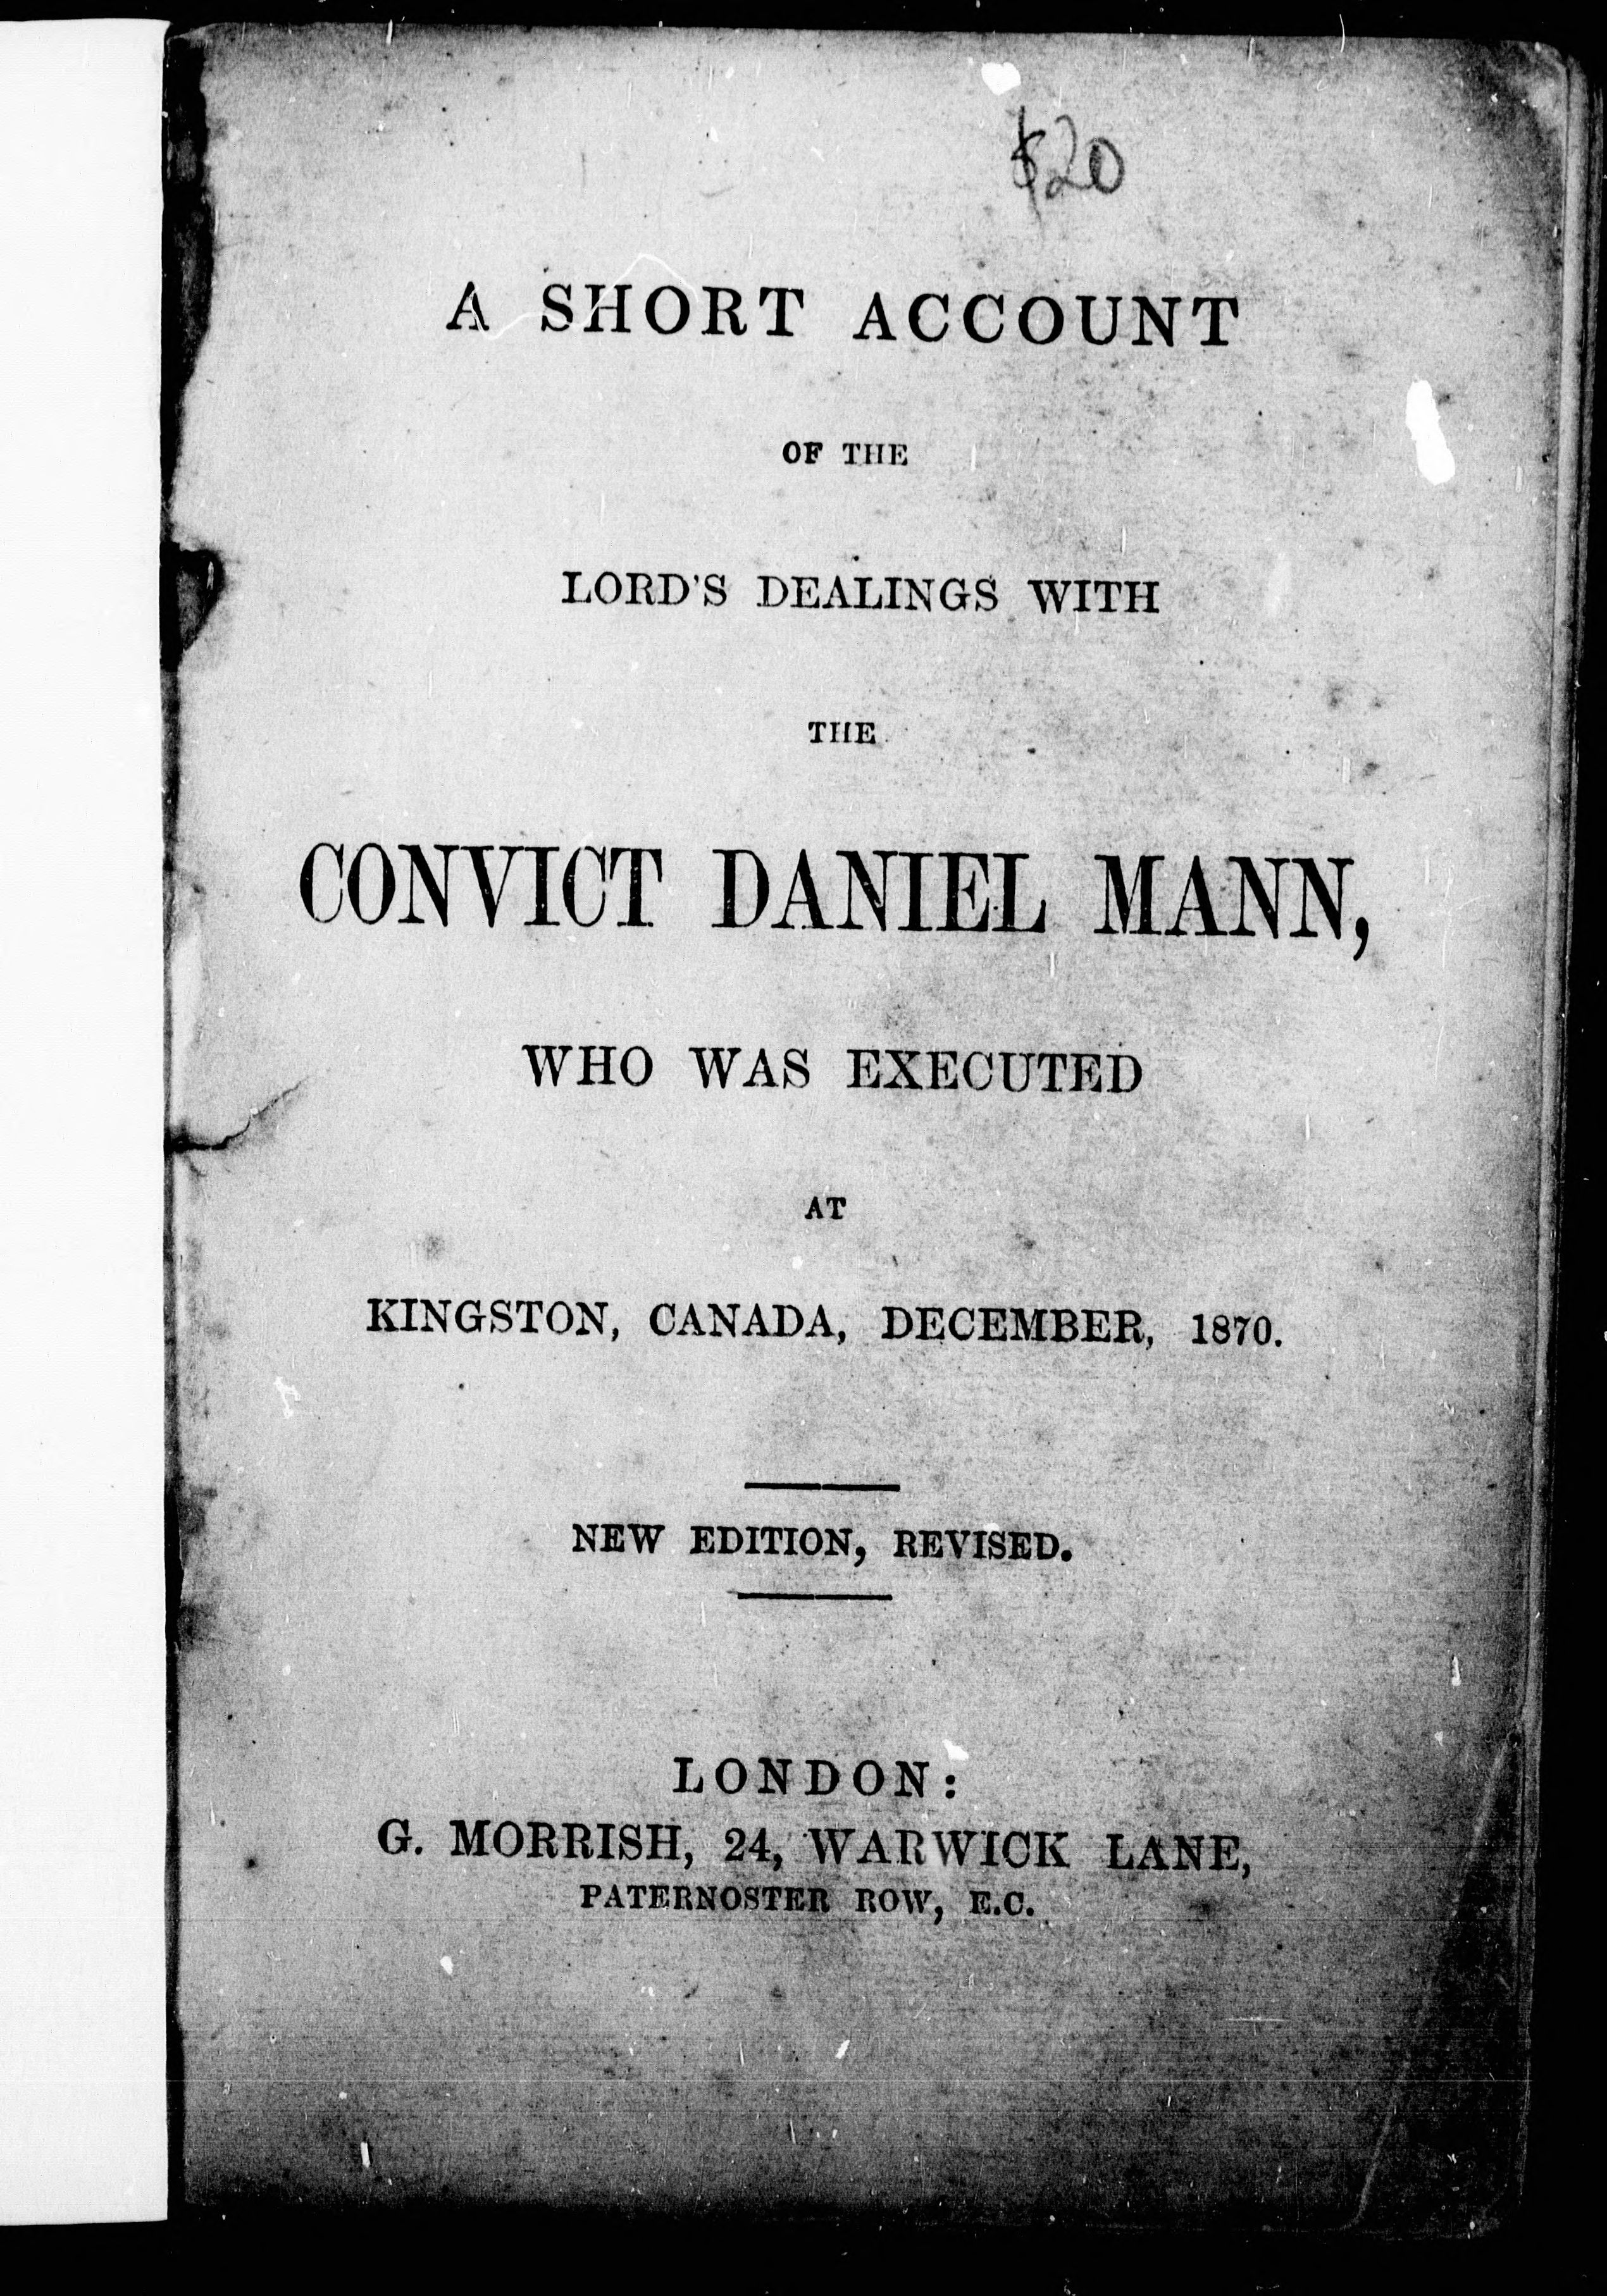 $20
A SHORT ACCOUNT
OF THE
LORD'S DEALINGS WITH
THE
CONVICT DANIEL MANN,
WHO WAS EXECUTED
AT
KINGSTON, CANADA, DECEMBER, 1870.
NEW EDITION, REVISED.
LONDON:
G. MORRISH, 24, WARWICK LANE,
PATERNOSTER ROW, E.C.